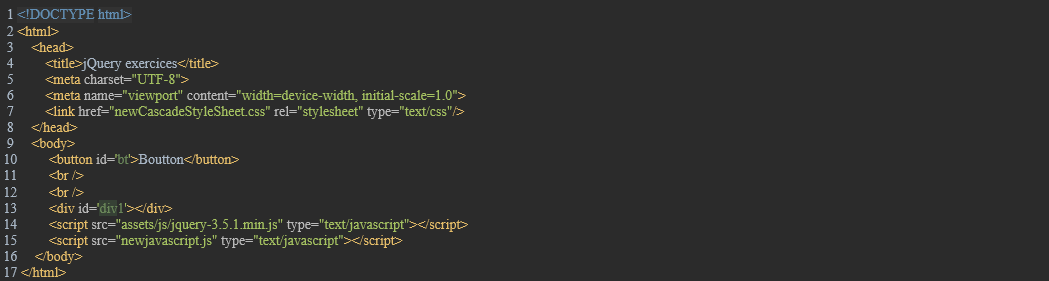 1 <!DOCTYPE html>
2 <html>
3 <head>
4 <title>jQuery exercices</title>
5 <meta charset="UTF-8">
6 <meta name="viewport" content="width=device-width, initial-scale=1.0">
7 <link href="newCascadeStyleSheet.css" rel="stylesheet" type="text/css"/>
8 </head>
9 <body>
10 <button id='bt'>Boutton</button>
11 <br />
12 <br />
13 <div id='div1'></div>
14 <script src="assets/js/jquery-3.5.1.min.js" type="text/javascript"></script>
15 <script src="newjavascript.js" type="text/javascript"></script>
16 </body>
17 </html>